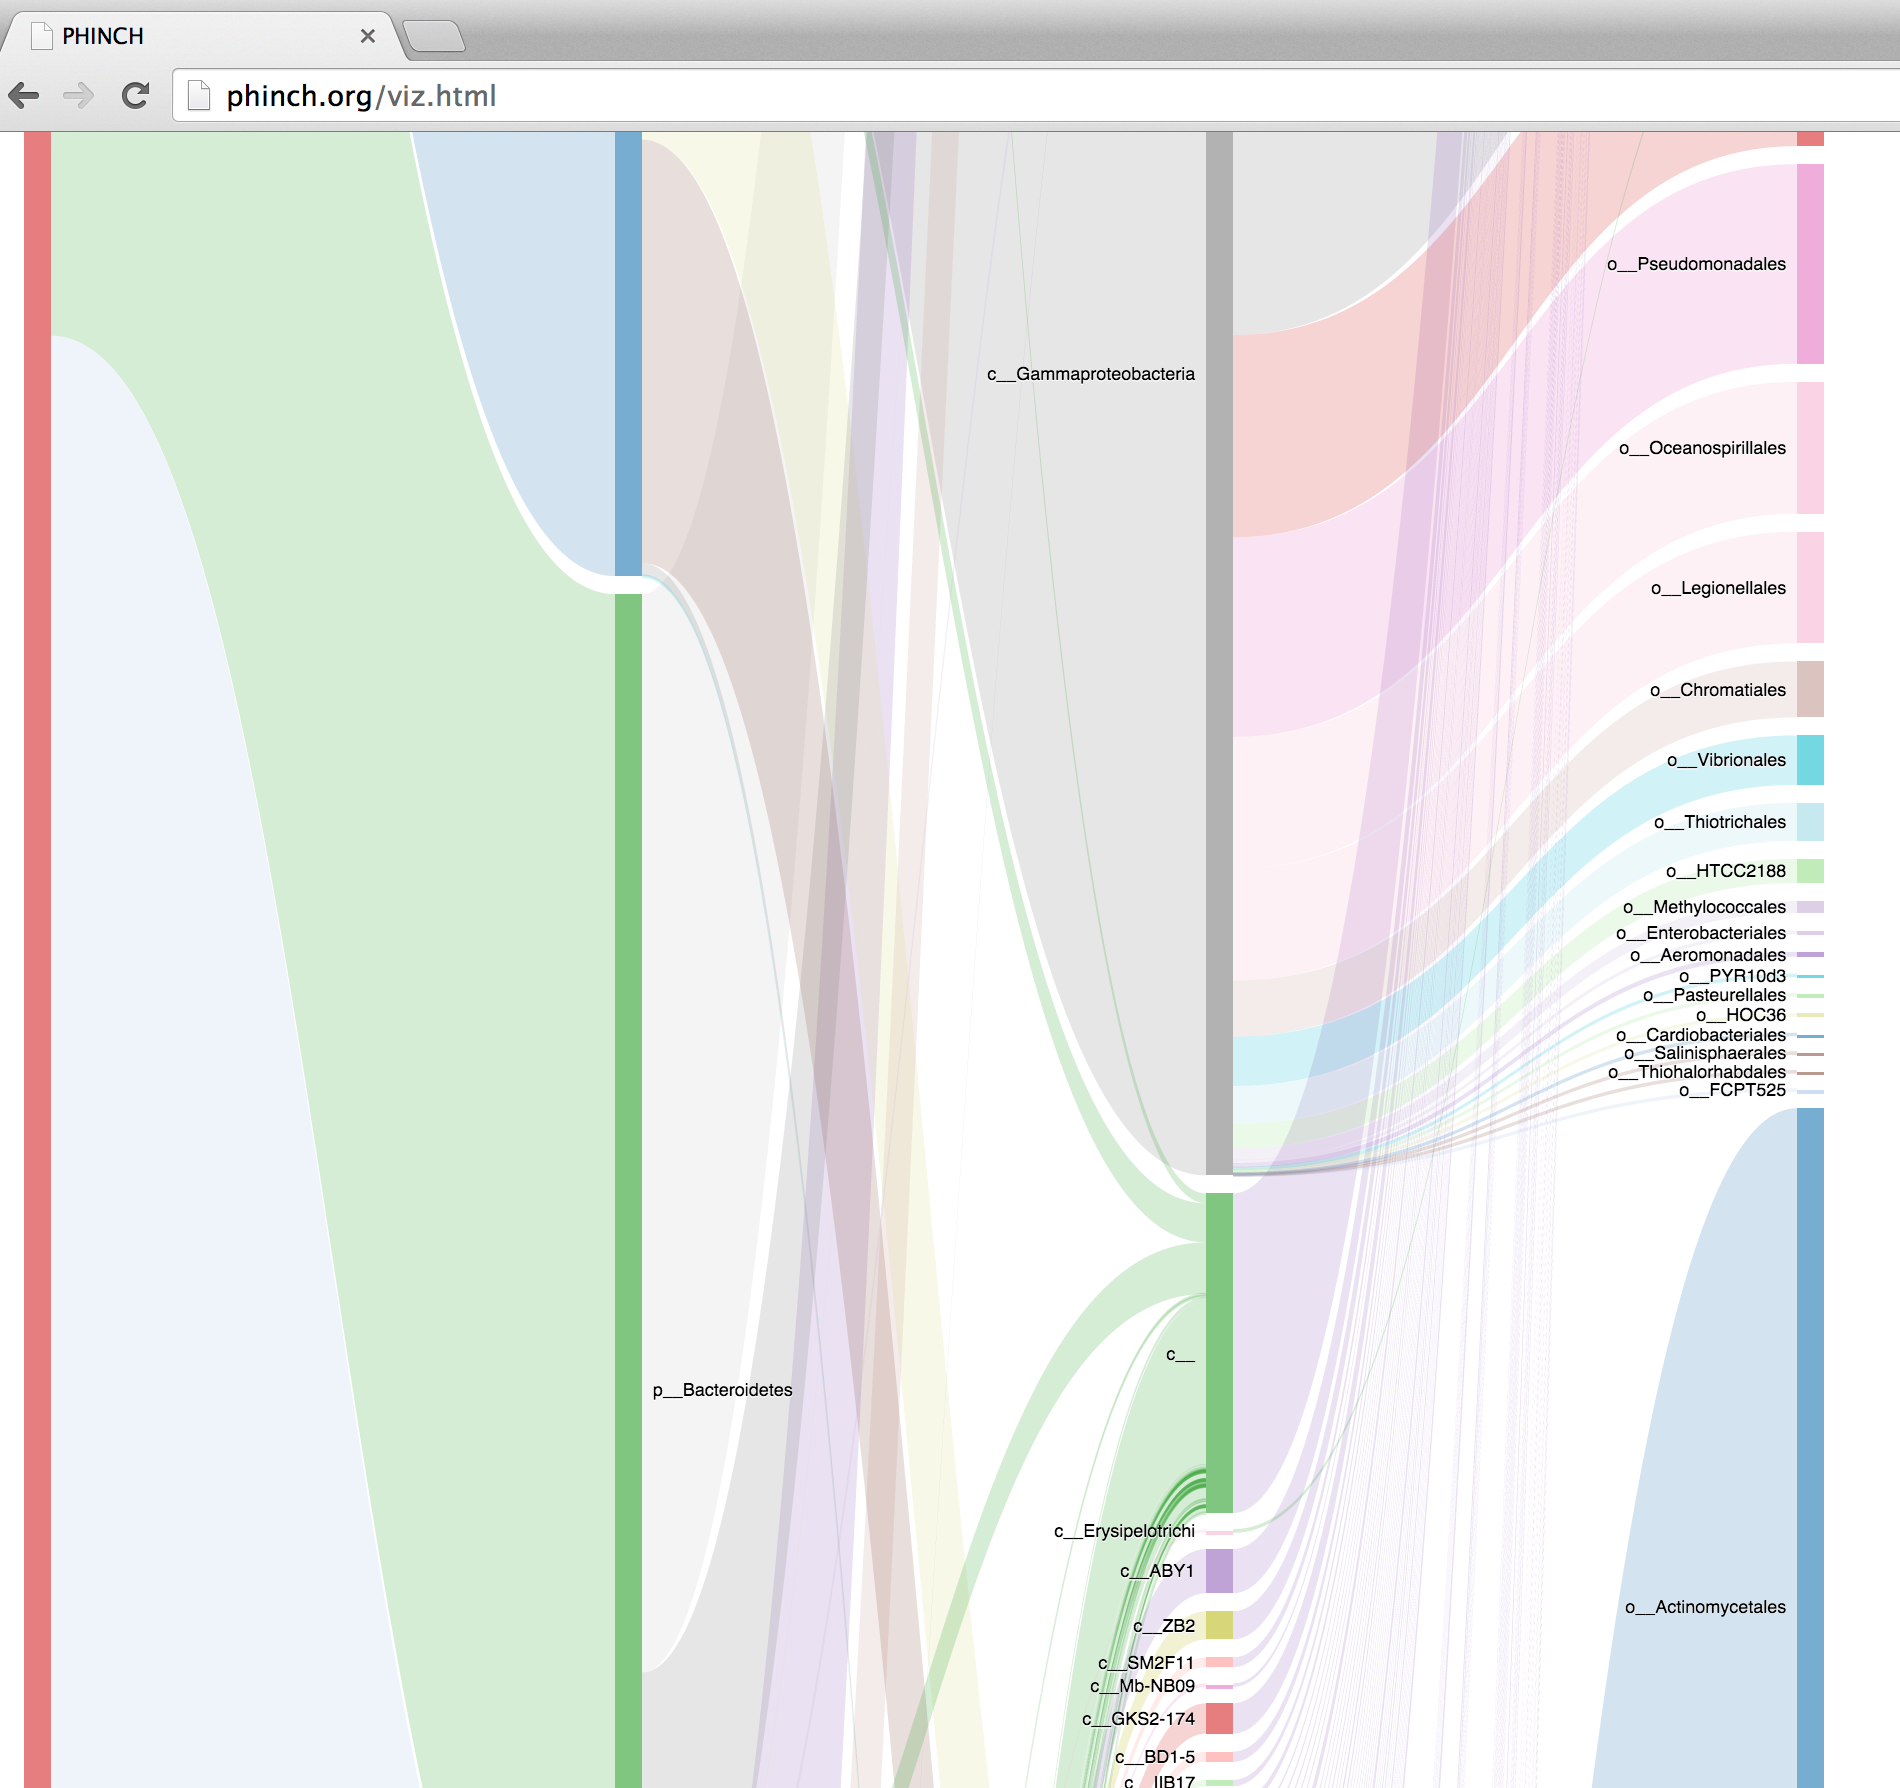 PHINCH
phinch.org/viz.html
o__Pseudomonadales
c__Gammaproteobacteria
o__Oceanospirillales
o__Legionellales
o__Chromatiales
o__Vibrionales
o__Thiotrichales
o__HTCC2188
o__Methylococcales
o__Enterobacteriales
o__Aeromonadales
o__PYR10d3
o__Pasteurellales
o__HOC36
o__Cardiobacteriales
o__Salinisphaerales
o__Thiohalorhabdales
o__FCPT525
c__
p__Bacteroidetes
c__Erysipelotrichi
c__ABY1
o__Actinomycetales
c__ZB2
c__SM2F11
c__Mb-NB09
c__GKS2-174
c__BD1-5
c__IIB17